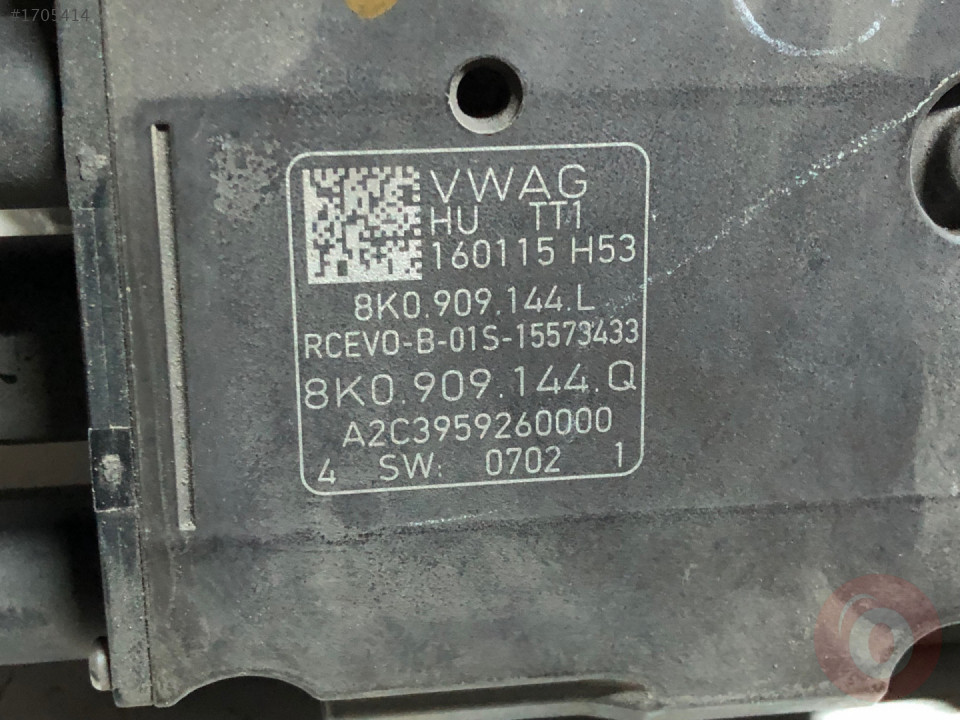 #1705414
VWAG
HU TT1
160115 H53
8K0.909.144.L
RCEVO-B-01S-15573433
8K0.909.144.Q
A2C3959260000
4 SW: 0702 1